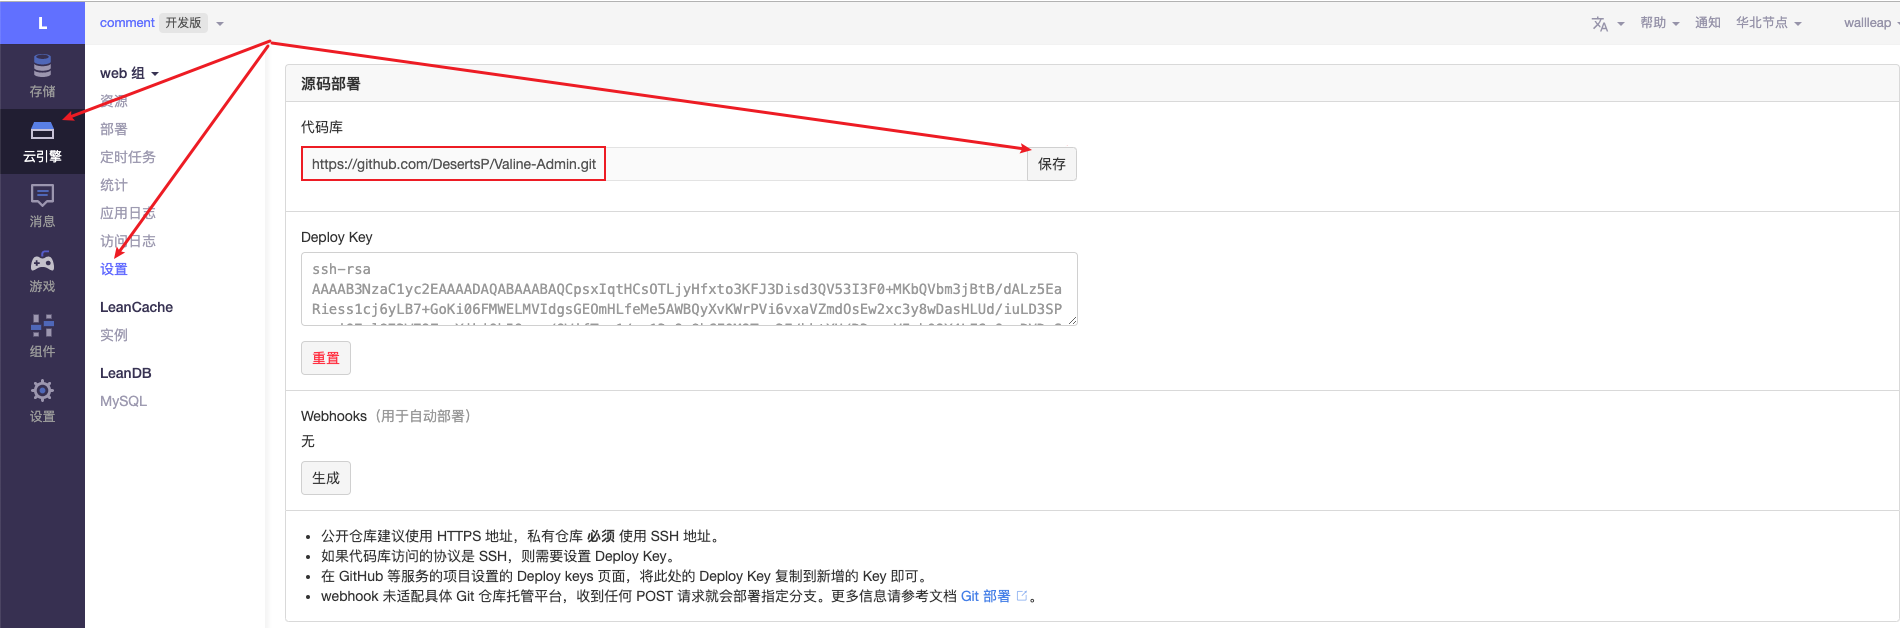 L
comment 开发版
帮助
通知
华北节点
wallleap
存储
云引擎
消息
游戏
组件
设置
web 组
资源
部署
定时任务
统计
应用日志
访问日志
设置
LeanCache
实例
LeanDB
MySQL
源码部署
代码库
https://github.com/DesertsP/Valine-Admin.git
保存
Deploy Key
ssh-rsa
AAAAB3NzaC1yc2EAAAADAQABAAABAQCpsxIqtHCsOTLjyHfxto3KFJ3Disd3QV53I3F0+MKbQVbm3jBtB/dALz5Ea
Riess1cj6yLB7+GoKi06FMWELMVIdgsGEOmHLfeMe5AWBQyXvKWrPVi6vxaVZmdOsEw2xc3y8wDasHLUd/iuLD3SP
重置
Webhooks（用于自动部署）
无
生成
• 公开仓库建议使用 HTTPS 地址，私有仓库 必须 使用 SSH 地址。
• 如果代码库访问的协议是 SSH，则需要设置 Deploy Key。
• 在 GitHub 等服务的项目设置的 Deploy keys 页面，将此处的 Deploy Key 复制到新增的 Key 即可。
• webhook 未适配具体 Git 仓库托管平台，收到任何 POST 请求就会部署指定分支。更多信息请参考文档 Git 部署 。